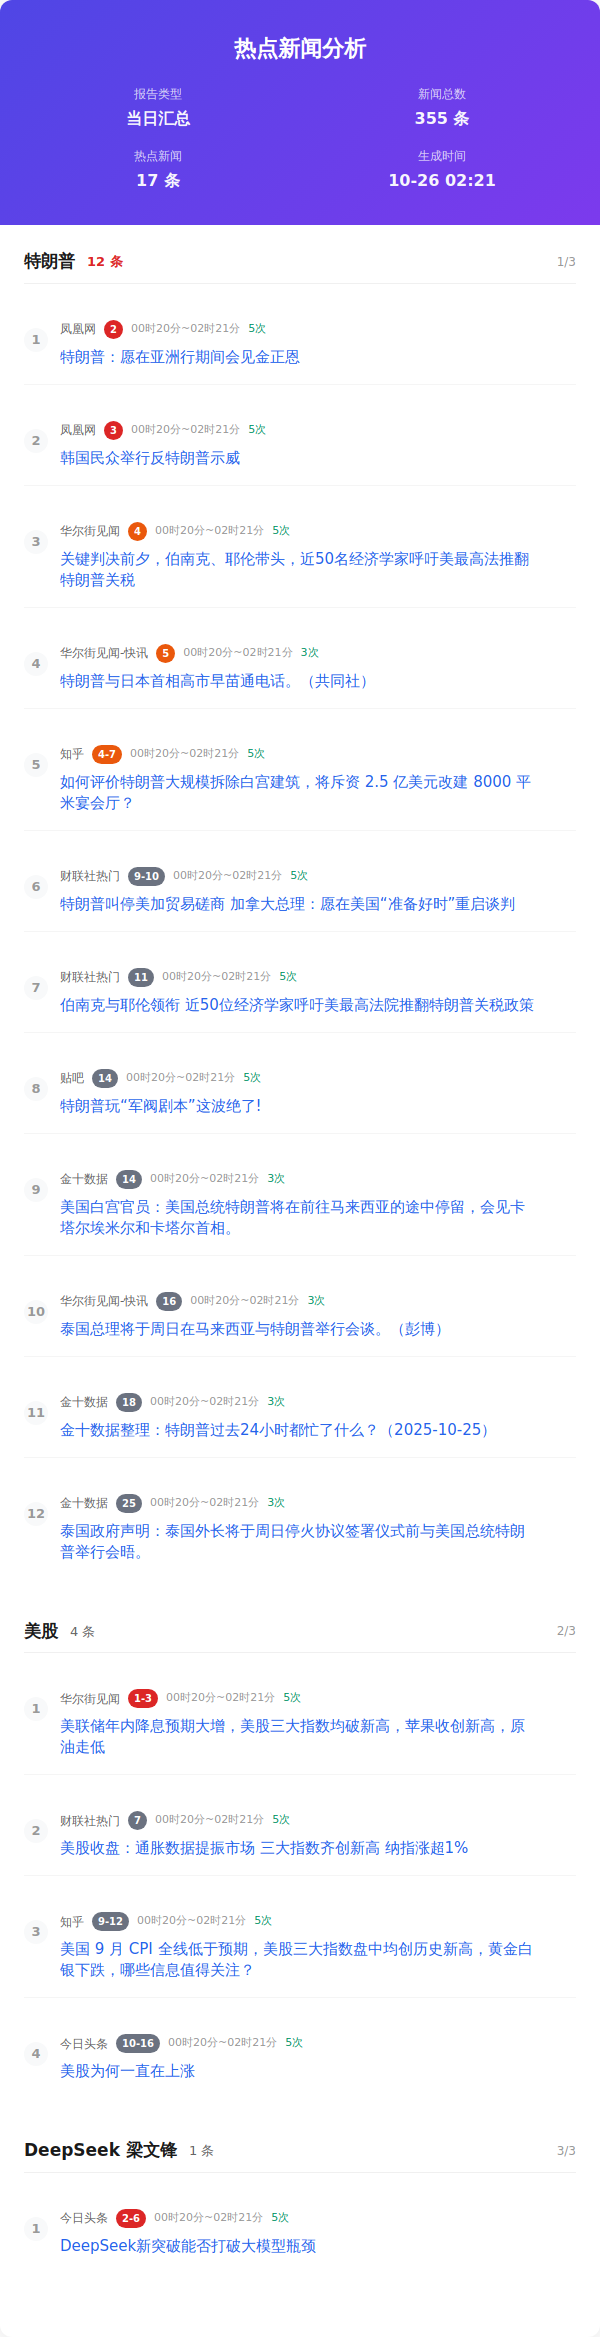 热点新闻分析
报告类型 新闻总数
当日汇总 355 条
热点新闻 生成时间
17 条 10-26 02:21
特朗普 12 条 1/3
1 凤凰网 2 00时20分~02时21分 5次
特朗普：愿在亚洲行期间会见金正恩
2 凤凰网 3 00时20分~02时21分 5次
韩国民众举行反特朗普示威
3 华尔街见闻 4 00时20分~02时21分 5次
关键判决前夕，伯南克、耶伦带头，近50名经济学家呼吁美最高法推翻
特朗普关税
4 华尔街见闻-快讯 5 00时20分~02时21分 3次
特朗普与日本首相高市早苗通电话。（共同社）
5 知乎 4-7 00时20分~02时21分 5次
如何评价特朗普大规模拆除白宫建筑，将斥资 2.5 亿美元改建 8000 平
米宴会厅？
6 财联社热门 9-10 00时20分~02时21分 5次
特朗普叫停美加贸易磋商 加拿大总理：愿在美国“准备好时”重启谈判
7 财联社热门 11 00时20分~02时21分 5次
伯南克与耶伦领衔 近50位经济学家呼吁美最高法院推翻特朗普关税政策
8 贴吧 14 00时20分~02时21分 5次
特朗普玩“军阀剧本”这波绝了!
9 金十数据 14 00时20分~02时21分 3次
美国白宫官员：美国总统特朗普将在前往马来西亚的途中停留，会见卡
塔尔埃米尔和卡塔尔首相。
10 华尔街见闻-快讯 16 00时20分~02时21分 3次
泰国总理将于周日在马来西亚与特朗普举行会谈。（彭博）
11 金十数据 18 00时20分~02时21分 3次
金十数据整理：特朗普过去24小时都忙了什么？（2025-10-25）
12 金十数据 25 00时20分~02时21分 3次
泰国政府声明：泰国外长将于周日停火协议签署仪式前与美国总统特朗
普举行会晤。
美股 4 条 2/3
1 华尔街见闻 1-3 00时20分~02时21分 5次
美联储年内降息预期大增，美股三大指数均破新高，苹果收创新高，原
油走低
2 财联社热门 7 00时20分~02时21分 5次
美股收盘：通胀数据提振市场 三大指数齐创新高 纳指涨超1%
3 知乎 9-12 00时20分~02时21分 5次
美国 9 月 CPI 全线低于预期，美股三大指数盘中均创历史新高，黄金白
银下跌，哪些信息值得关注？
4 今日头条 10-16 00时20分~02时21分 5次
美股为何一直在上涨
DeepSeek 梁文锋 1 条 3/3
1 今日头条 2-6 00时20分~02时21分 5次
DeepSeek新突破能否打破大模型瓶颈